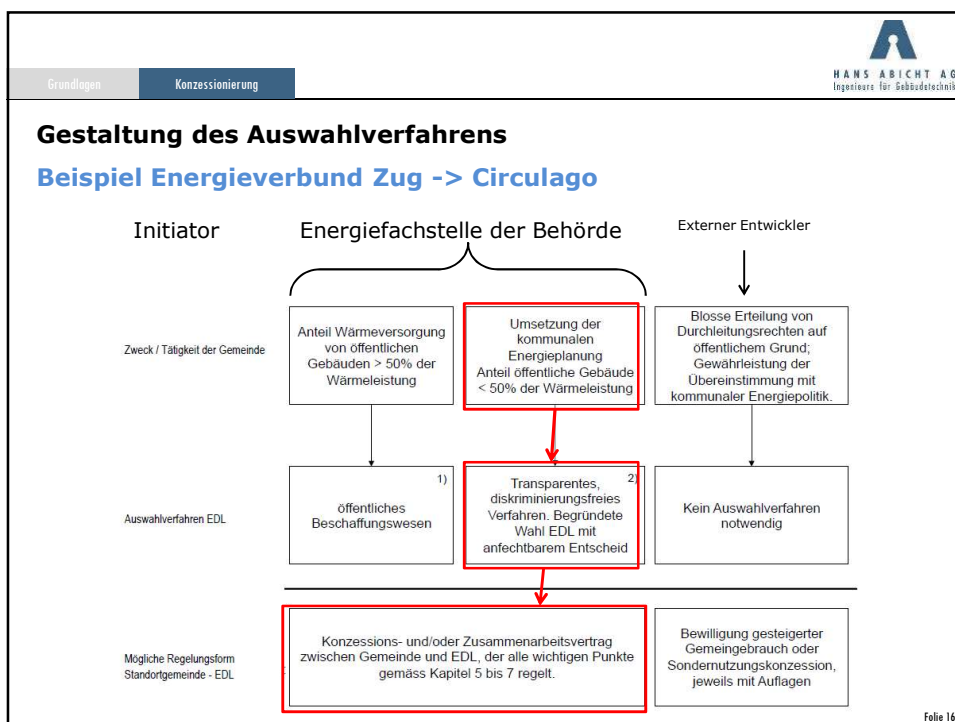 HANS ABICHT AG
Ingenieure für Gebäudetechnik
Grundlagen
Konzessionierung
Gestaltung des Auswahlverfahrens
Beispiel Energieverbund Zug -> Circulago
Initiator
Energiefachstelle der Behörde
Externer Entwickler
Zweck / Tätigkeit der Gemeinde
Anteil Wärmeversorgung
von öffentlichen
Gebäuden > 50% der
Wärmeleistung
Umsetzung der
kommunalen
Energieplanung
Anteil öffentliche Gebäude
< 50% der Wärmeleistung
Blosse Erteilung von
Durchleitungsrechten auf
öffentlichem Grund;
Gewährleistung der
Übereinstimmung mit
kommunaler Energiepolitik.
Auswahlverfahren EDL
1)
öffentliches
Beschaffungswesen
2)
Transparentes,
diskriminierungsfreies
Verfahren. Begründete
Wahl EDL mit
anfechtbarem Entscheid
Kein Auswahlverfahren
notwendig
Mögliche Regelungsform
Standortgemeinde - EDL
Konzessions- und/oder Zusammenarbeitsvertrag
zwischen Gemeinde und EDL, der alle wichtigen Punkte
gemäss Kapitel 5 bis 7 regelt.
Bewilligung gesteigerter
Gemeingebrauch oder
Sondernutzungskonzession,
jeweils mit Auflagen
Folie 16